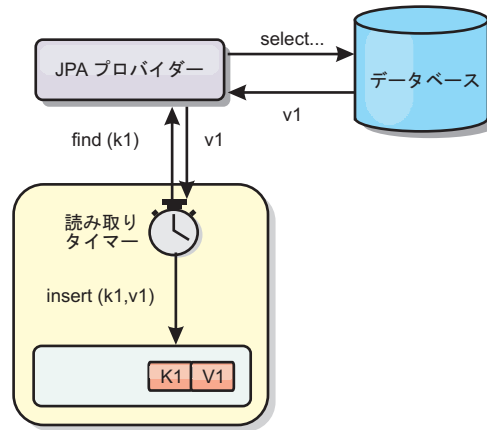 select...
JPA プロバイダー
データベース
v1
find (k1)
v1
読み取り
タイマー
insert (k1,v1)
K1 V1